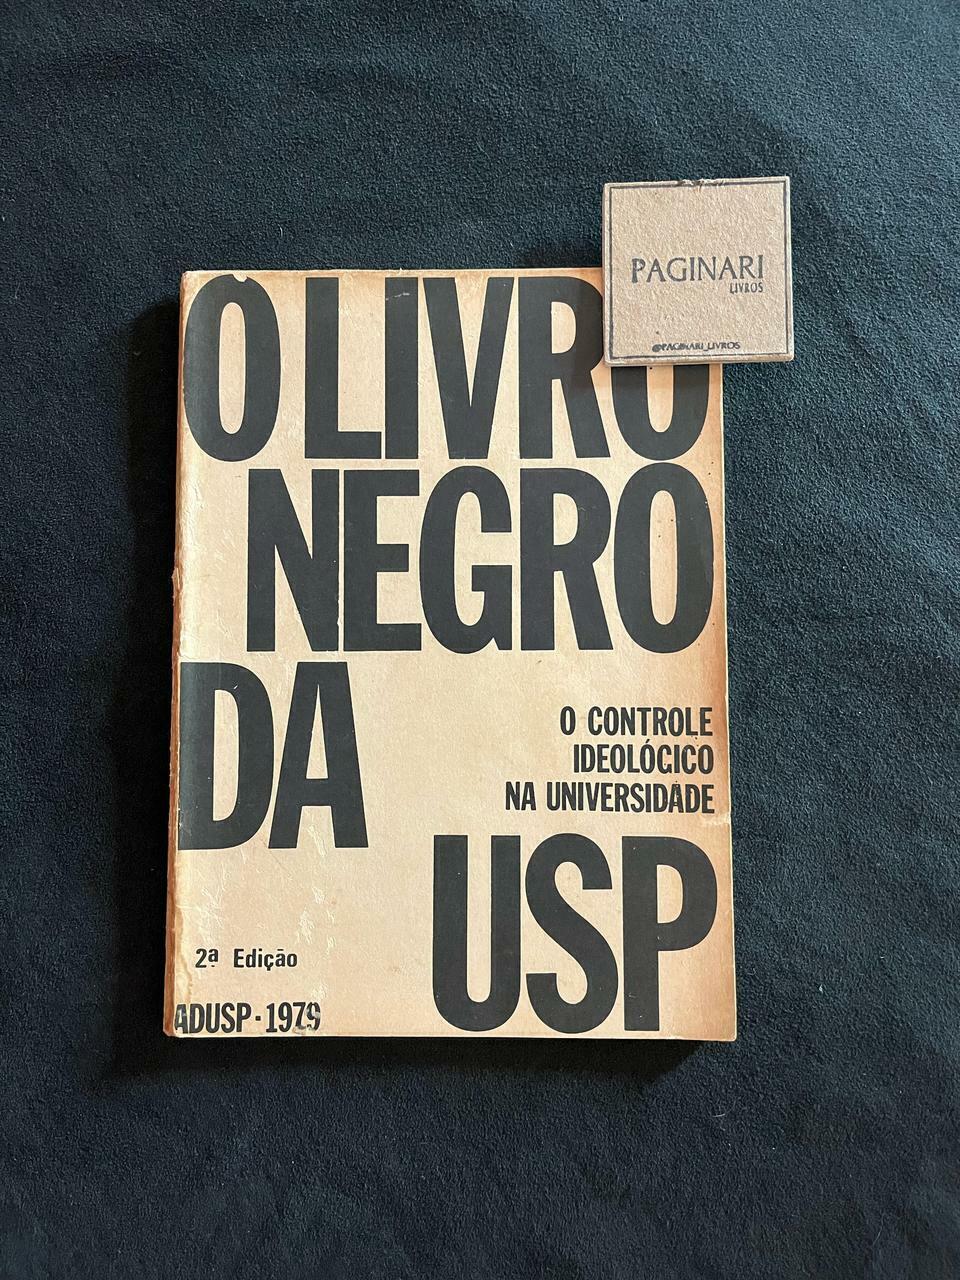 PAGINARI
LIVROS
@PAGINARI_LIVROS
O LIVRO
NEGRO
DA
O CONTROLE
IDEOLÓGICO
NA UNIVERSIDADE
USP
2ª Edição
ADUSP · 1979